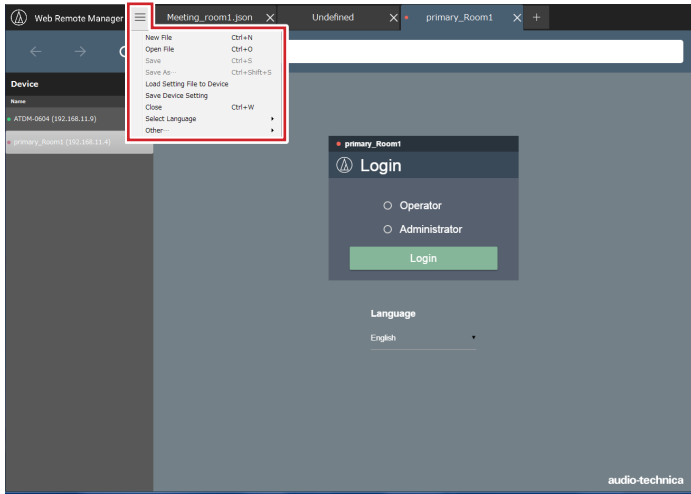 Web Remote Manager
Meeting_room1.json
Undefined
primary_Room1
New File Ctrl+N
Open File Ctrl+O
Save Ctrl+S
Save As… Ctrl+Shift+S
Load Setting File to Device
Save Device Setting
Close Ctrl+W
Select Language
Other…
Device
Name
ATDM-0604 (192.168.11.9)
primary_Room1 (192.168.11.4)
primary_Room1
Login
Operator
Administrator
Login
Language
English
audio-technica